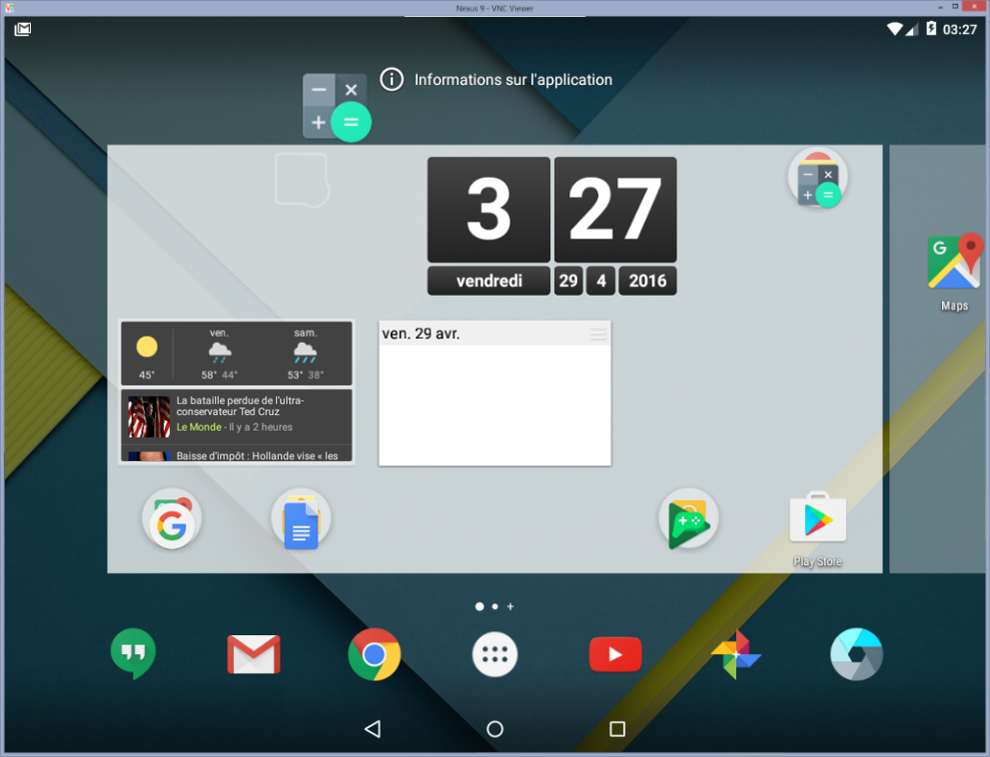 Nexus 9 - VNC Viewer
03:27
Informations sur l'application
3 27
vendredi 29 4 2016
G
Maps
ven. sam.
45° 58° 44° 53° 38°
La bataille perdue de l'ultra-
conservateur Ted Cruz
Le Monde - Il y a 2 heures
Baisse d'impôt : Hollande vise « les
ven. 29 avr.
G
Play Store